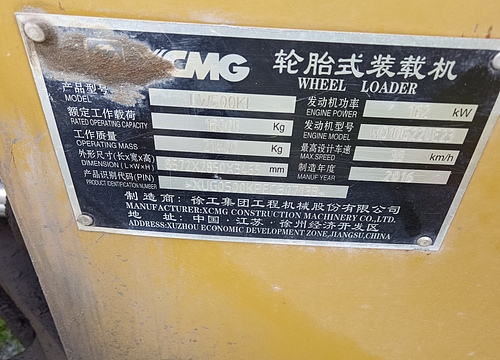 XCMG 轮胎式装载机
WHEEL LOADER
产品型号
MODEL
发动机功率
ENGINE POWER
kW
额定工作载荷
RATED OPERATING CAPACITY
Kg
发动机型号
ENGINE MODEL
工作质量
OPERATING MASS
Kg
最高设计车速
MAX.SPEED
km/h
外形尺寸(长x宽x高)
DIMENSION (L×W×H)
mm
制造年度
MANUF YEAR
2016
产品识别代码(PIN)
PRODUCT IDENTIFICATION NUMBER
制造商：徐工集团工程机械股份有限公司
MANUFACTURER:XCMG CONSTRUCTION MACHINERY CO.,LTD.
地 址：中国 江苏·徐州经济开发区
ADDRESS:XUZHOU ECONOMIC DEVELOPMENT ZONE,JIANGSU,CHINA